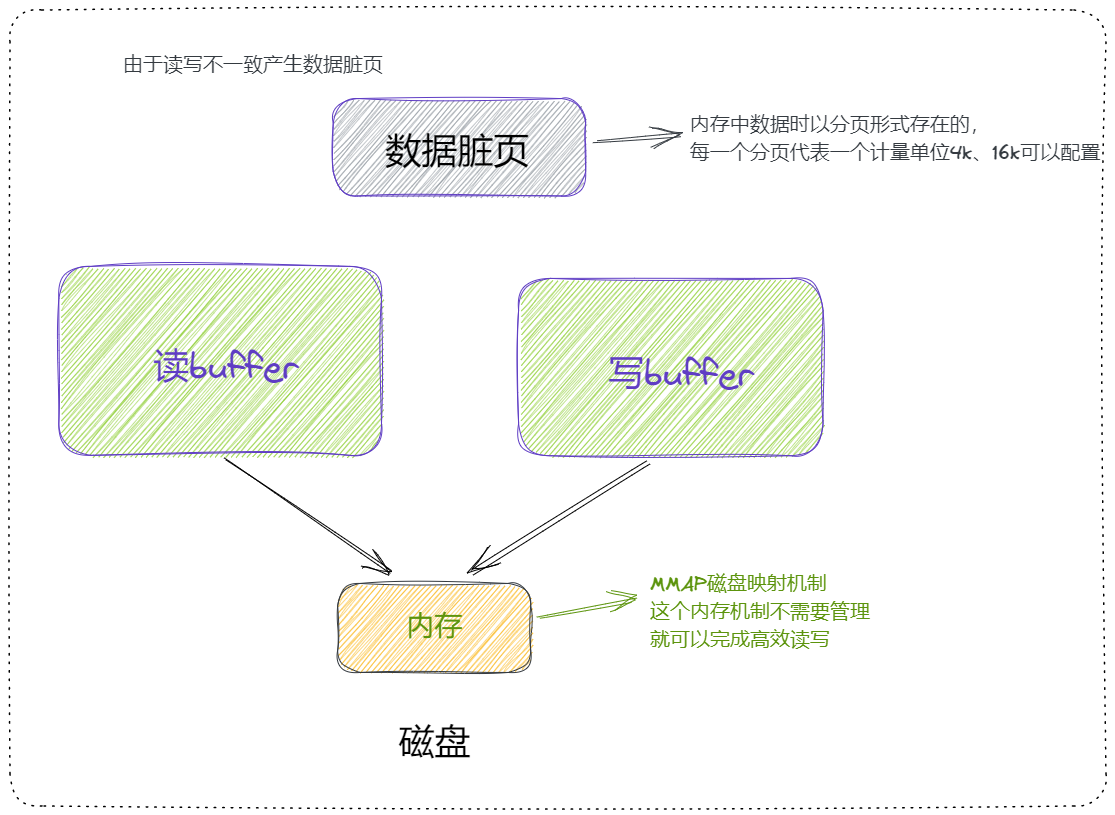 由于读写不一致产生数据脏页
数据脏页
内存中数据时以分页形式存在的，
每一个分页代表一个计量单位4k、16k可以配置
读buffer
写buffer
内存
MMAP磁盘映射机制
这个内存机制不需要管理
就可以完成高效读写
磁盘